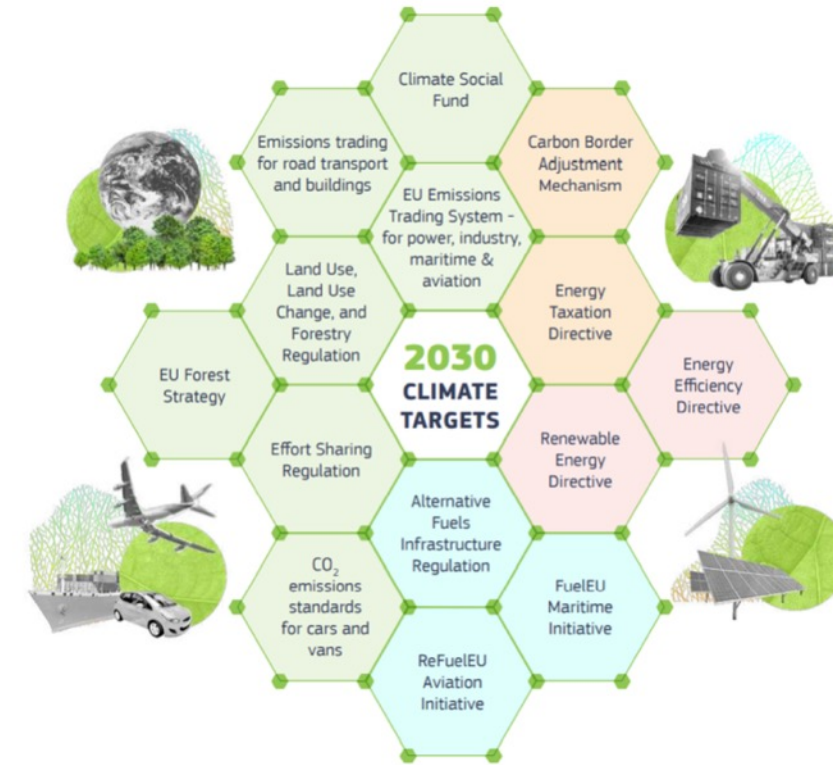 Climate Social
Fund
Emissions trading
for road transport
and buildings
Carbon Border
Adjustment
Mechanism
EU Emissions
Trading System -
for power, industry,
maritime &
aviation
Land Use,
Land Use
Change, and
Forestry
Regulation
Energy
Taxation
Directive
2030
CLIMATE
TARGETS
EU Forest
Strategy
Energy
Efficiency
Directive
Effort Sharing
Regulation
Renewable
Energy
Directive
Alternative
Fuels
Infrastructure
Regulation
CO₂
emissions
standards
for cars and
vans
FuelEU
Maritime
Initiative
ReFuelEU
Aviation
Initiative